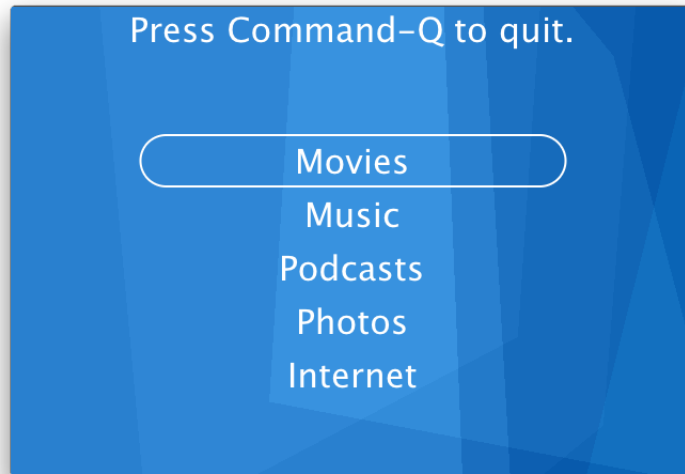 Press Command-Q to quit.
Movies
Music
Podcasts
Photos
Internet